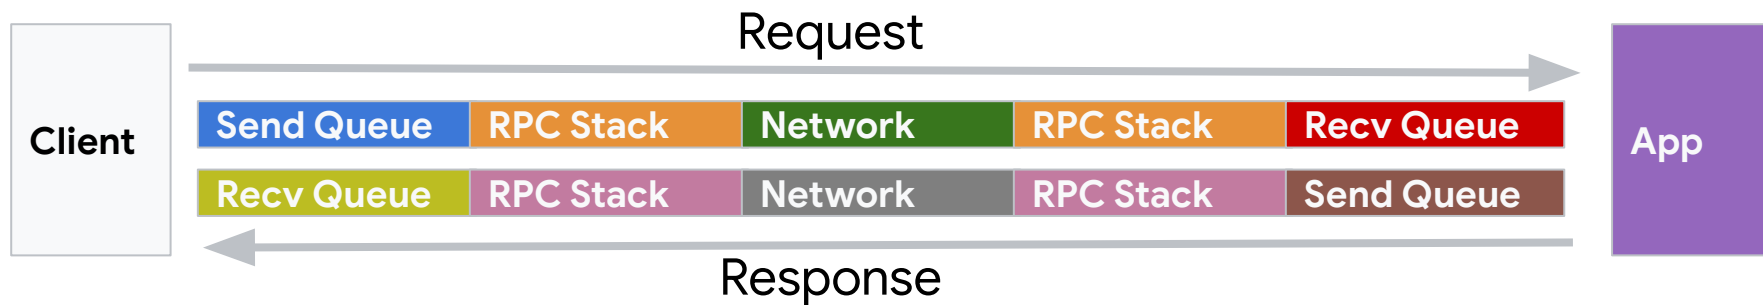 Request
Client
Send Queue RPC Stack Network RPC Stack Recv Queue
App
Recv Queue RPC Stack Network RPC Stack Send Queue
Response